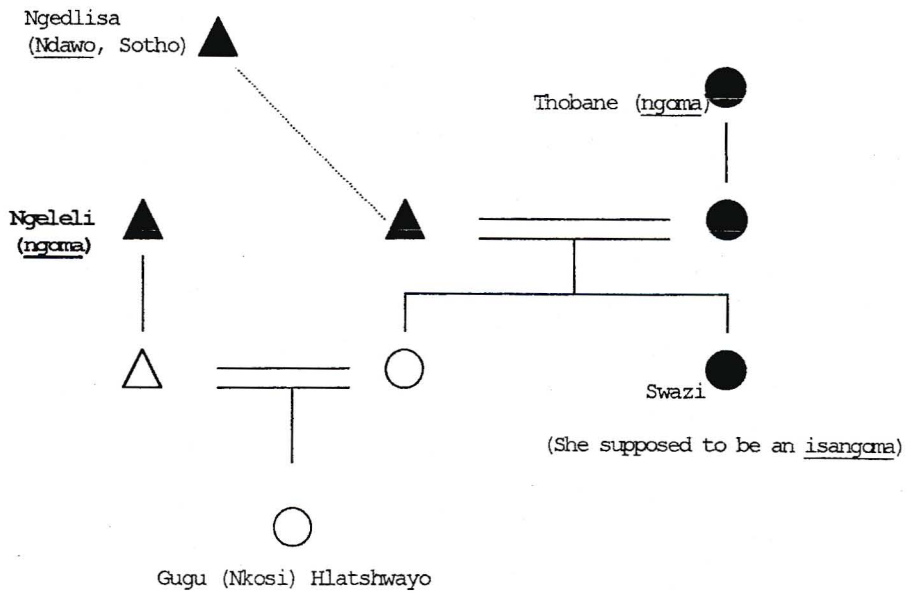 Ngedlisa
(Ndawo, Sotho)
Thobane (ngoma)
Ngeleli
(ngoma)
Swazi
(She supposed to be an isangoma)
Gugu (Nkosi) Hlatshwayo